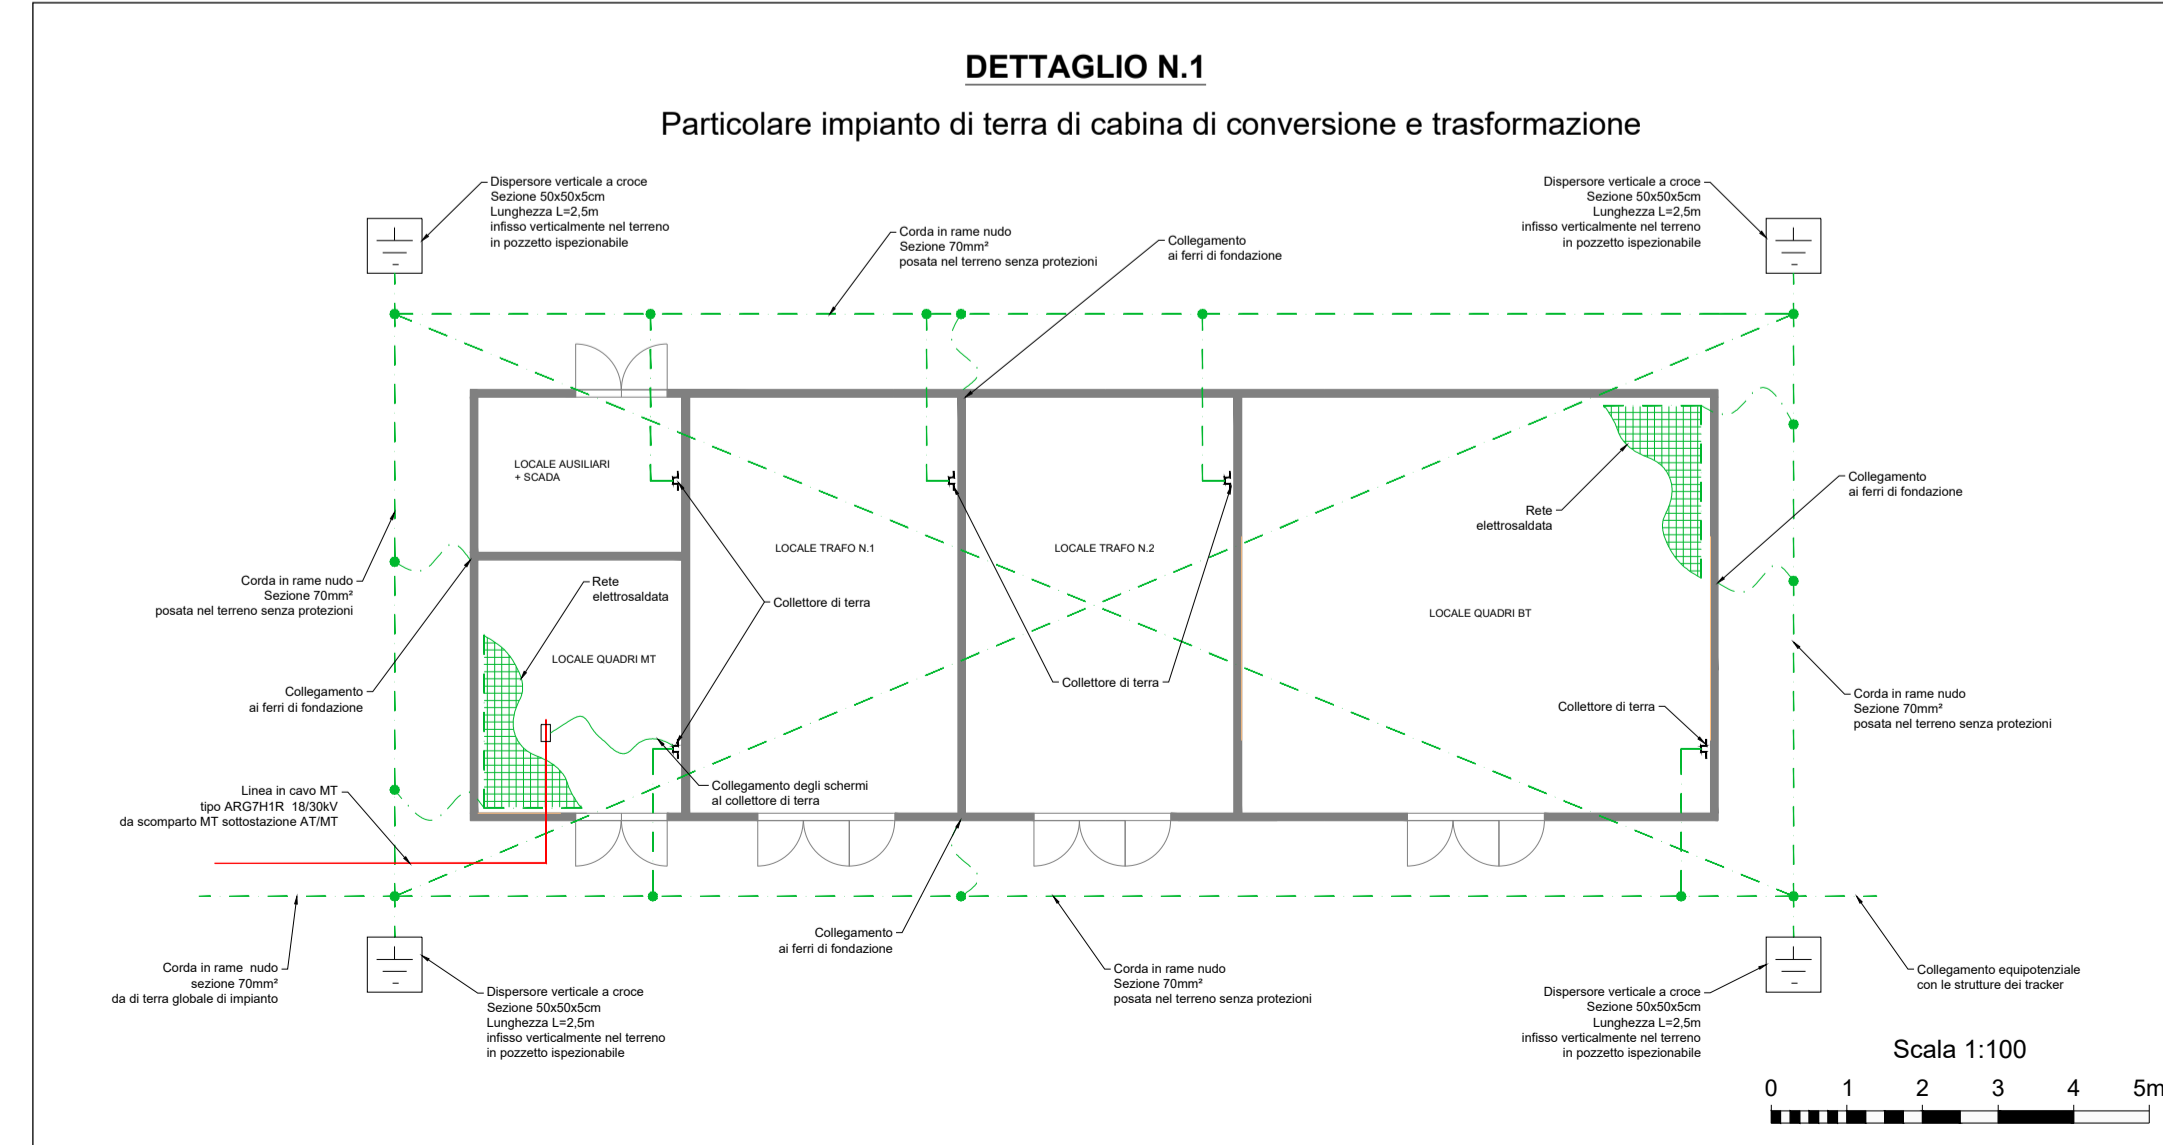 DETTAGLIO N.1
Particolare impianto di terra di cabina di conversione e trasformazione
Dispersore verticale a croce
Sezione 50x50x5cm
Lunghezza L=2,5m
infisso verticalmente nel terreno
in pozzetto ispezionabile
Corda in rame nudo
Sezione 70mm²
posata nel terreno senza protezioni
Collegamento
ai ferri di fondazione
Dispersore verticale a croce
Sezione 50x50x5cm
Lunghezza L=2,5m
infisso verticalmente nel terreno
in pozzetto ispezionabile
LOCALE AUSILIARI
+ SCADA
LOCALE TRAFO N.1
LOCALE TRAFO N.2
Rete
elettrosaldata
Collegamento
ai ferri di fondazione
Corda in rame nudo
Sezione 70mm²
posata nel terreno senza protezioni
Rete
elettrosaldata
Collettore di terra
LOCALE QUADRI BT
LOCALE QUADRI MT
Collegamento
ai ferri di fondazione
Collettore di terra
Collettore di terra
Corda in rame nudo
Sezione 70mm²
posata nel terreno senza protezioni
Linea in cavo MT
tipo ARG7H1R 18/30kV
da scomparto MT sottostazione AT/MT
Collegamento degli schermi
al collettore di terra
Collegamento
ai ferri di fondazione
Corda in rame nudo
sezione 70mm²
da di terra globale di impianto
Dispersore verticale a croce
Sezione 50x50x5cm
Lunghezza L=2,5m
infisso verticalmente nel terreno
in pozzetto ispezionabile
Corda in rame nudo
Sezione 70mm²
posata nel terreno senza protezioni
Dispersore verticale a croce
Sezione 50x50x5cm
Lunghezza L=2,5m
infisso verticalmente nel terreno
in pozzetto ispezionabile
Collegamento equipotenziale
con le strutture dei tracker
Scala 1:100
0 1 2 3 4 5m